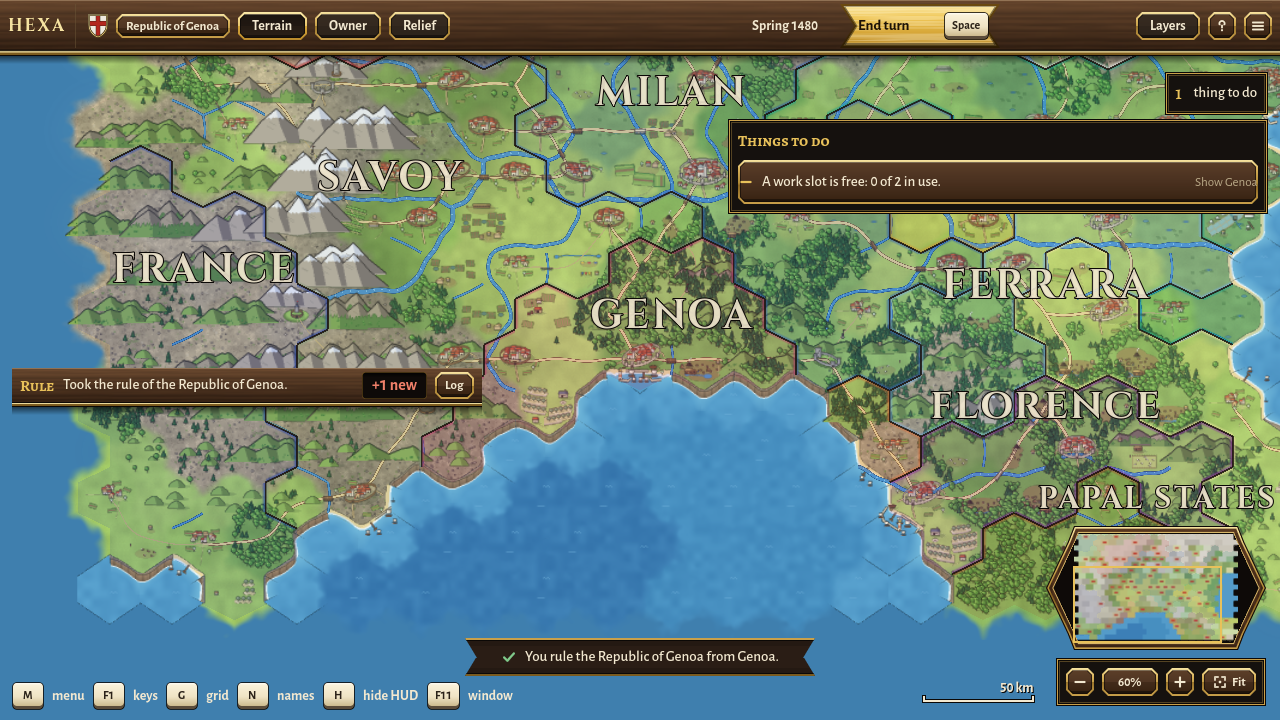 HEXA
Republic of Genoa
Terrain
Owner
Relief
Spring 1480
End turn
Space
Layers
?
1 thing to do
Things to do
A work slot is free: 0 of 2 in use.
Show Genoa
MILAN
SAVOY
FRANCE
GENOA
FERRARA
FLORENCE
PAPAL STATES
Rule Took the rule of the Republic of Genoa.
+1 new
Log
You rule the Republic of Genoa from Genoa.
M menu
F1 keys
G grid
N names
H hide HUD
F11 window
50 km
− 60% + Fit